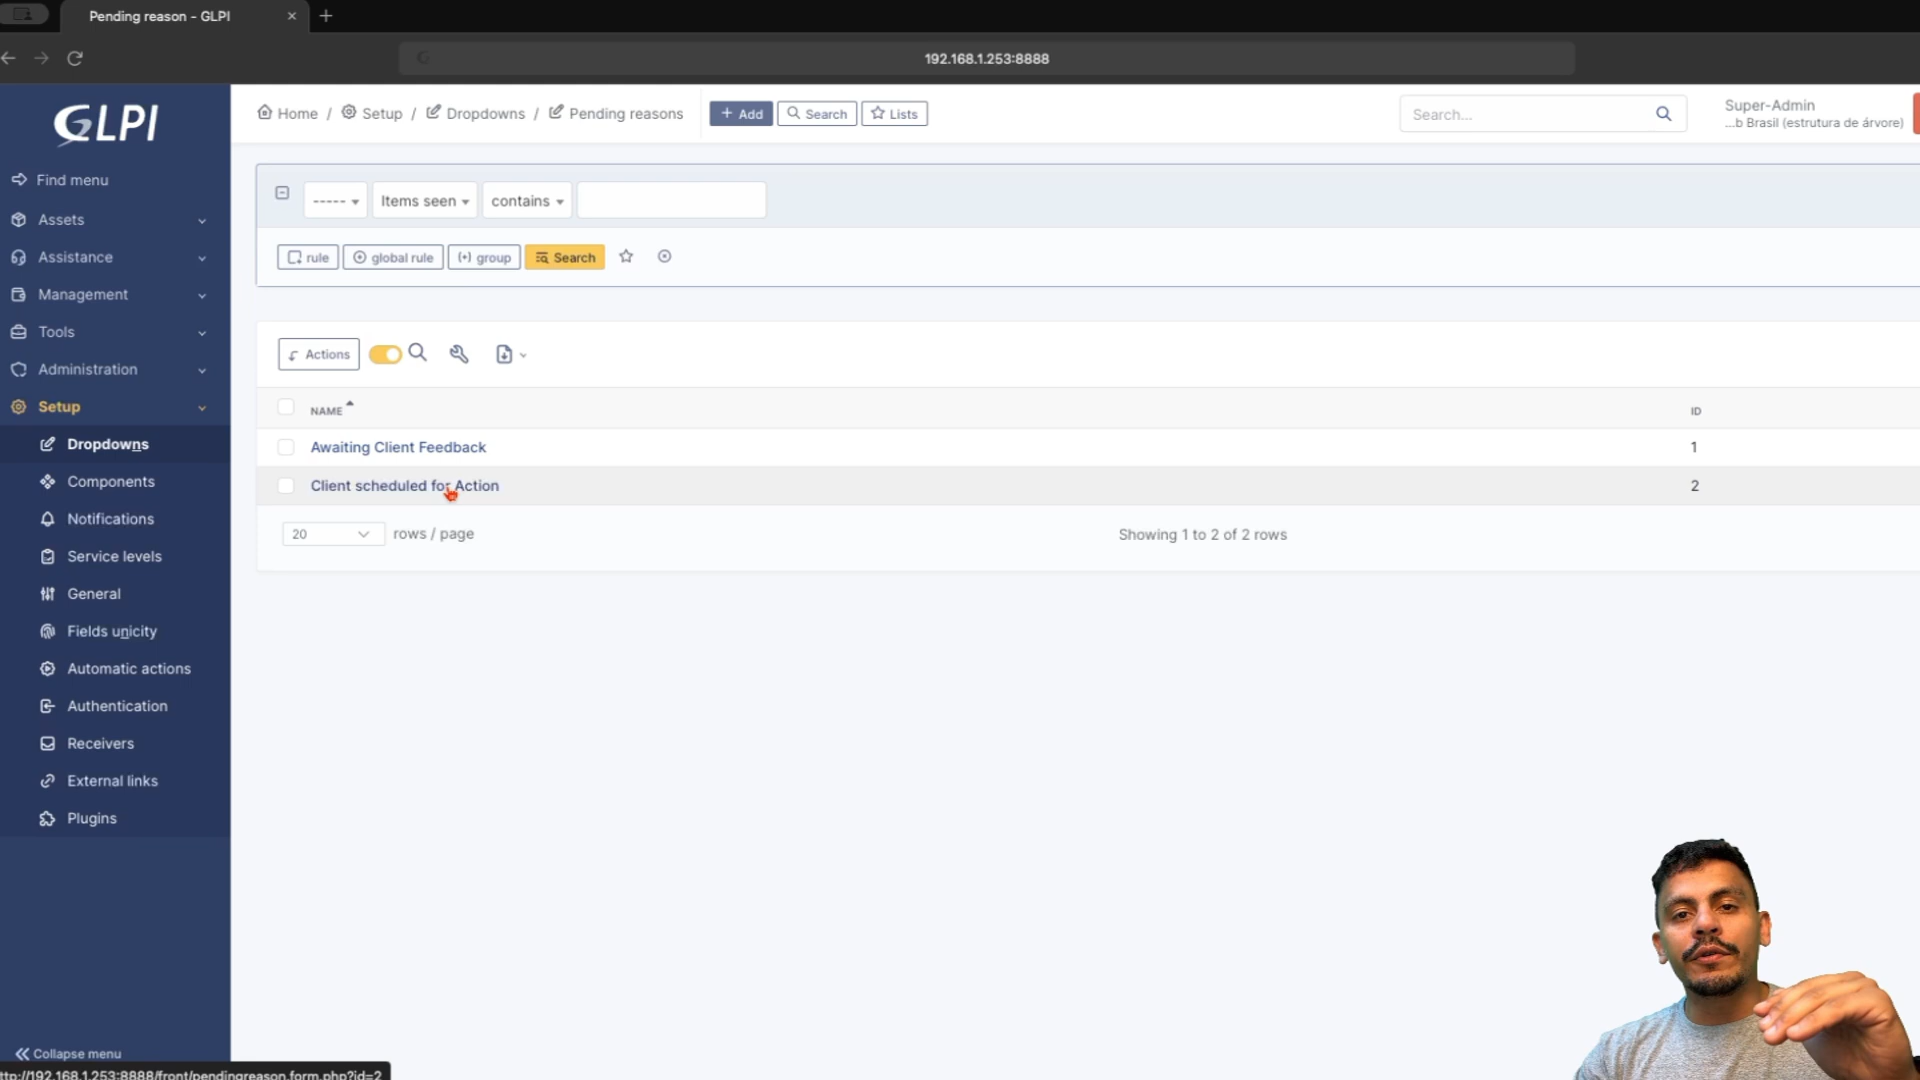 Pending reason - GLPI
192.168.1.253:8888
GLPI
Home / Setup / Dropdowns / Pending reasons
+ Add
Search
Lists
Search...
Super-Admin
...b Brasil (estrutura de árvore)
Find menu
Assets
Assistance
Management
Tools
Administration
Setup
Dropdowns
Components
Notifications
Service levels
General
Fields unicity
Automatic actions
Authentication
Receivers
External links
Plugins
Collapse menu
-----
Items seen
contains
rule
global rule
(+) group
Search
Actions
NAME
ID
Awaiting Client Feedback
1
Client scheduled for Action
2
20
rows / page
Showing 1 to 2 of 2 rows
ttp://192.168.1.253:8888/front/pendingreason.form.php?id=2